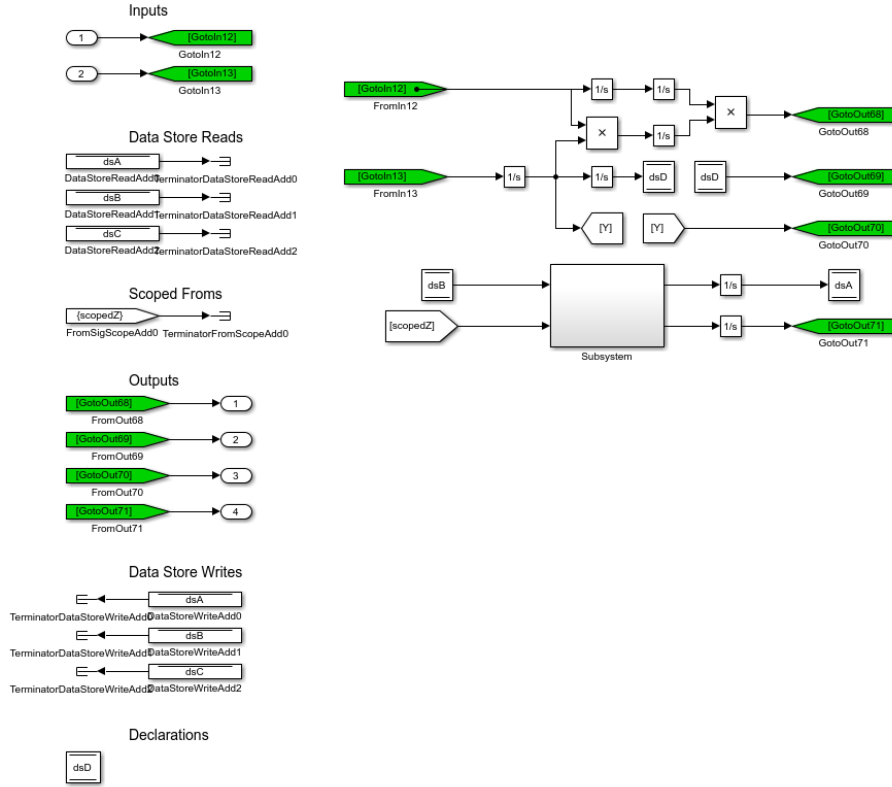 Inputs
1
[GotoIn12]
GotoIn12
2
[GotoIn13]
GotoIn13
Data Store Reads
dsA
DataStoreReadAdd0
TerminatorDataStoreReadAdd0
dsB
DataStoreReadAdd1
TerminatorDataStoreReadAdd1
dsC
DataStoreReadAdd2
TerminatorDataStoreReadAdd2
Scoped Froms
{scopedZ}
FromSigScopeAdd0
TerminatorFromScopeAdd0
Outputs
[GotoOut68]
1
FromOut68
[GotoOut69]
2
FromOut69
[GotoOut70]
3
FromOut70
[GotoOut71]
4
FromOut71
Data Store Writes
dsA
TerminatorDataStoreWriteAdd0
DataStoreWriteAdd0
dsB
TerminatorDataStoreWriteAdd1
DataStoreWriteAdd1
dsC
TerminatorDataStoreWriteAdd2
DataStoreWriteAdd2
Declarations
dsD
[GotoIn12]
FromIn12
1/s
1/s
×
[GotoOut68]
GotoOut68
×
1/s
[GotoIn13]
FromIn13
1/s
1/s
dsD
dsD
[GotoOut69]
GotoOut69
[Y]
[Y]
[GotoOut70]
GotoOut70
dsB
1/s
dsA
[scopedZ]
Subsystem
1/s
[GotoOut71]
GotoOut71